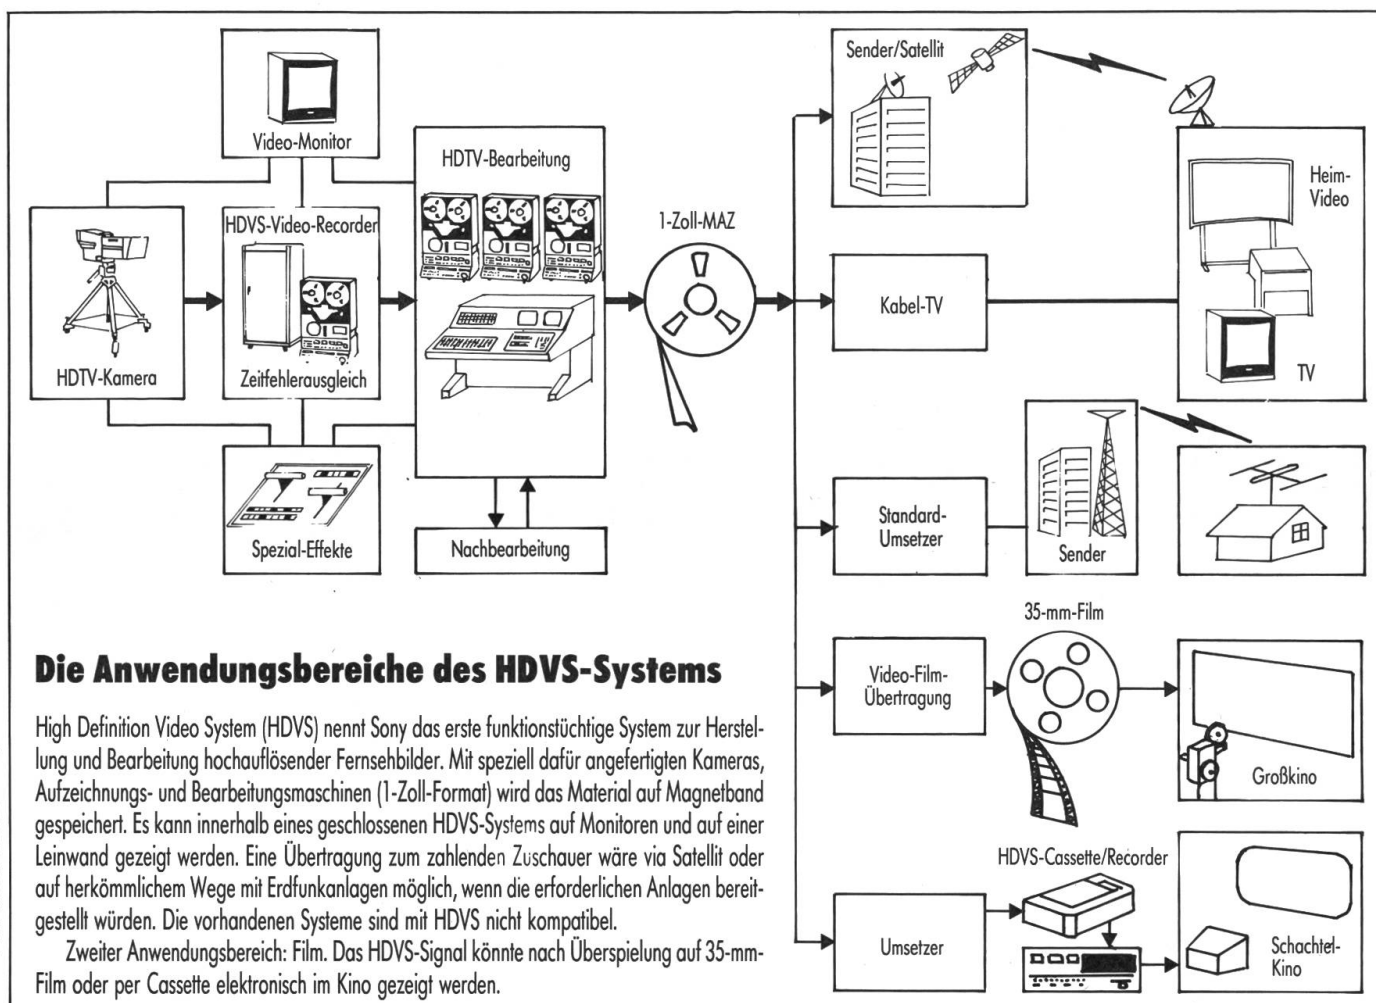 Video-Monitor
HDTV-Kamera
HDVS-Video-Recorder
Zeitfehlerausgleich
Spezial-Effekte
HDTV-Bearbeitung
Nachbearbeitung
1-Zoll-MAZ
Sender/Satellit
Heim-
Video
TV
Kabel-TV
Standard-
Umsetzer
Sender
Video-Film-
Übertragung
35-mm-Film
Großkino
Umsetzer
HDVS-Cassette/Recorder
Schachtel-
Kino
Die Anwendungsbereiche des HDVS-Systems
High Definition Video System (HDVS) nennt Sony das erste funktionstüchtige System zur Herstel-
lung und Bearbeitung hochauflösender Fernsehbilder. Mit speziell dafür angefertigten Kameras,
Aufzeichnungs- und Bearbeitungsmaschinen (1-Zoll-Format) wird das Material auf Magnetband
gespeichert. Es kann innerhalb eines geschlossenen HDVS-Systems auf Monitoren und auf einer
Leinwand gezeigt werden. Eine Übertragung zum zahlenden Zuschauer wäre via Satellit oder
auf herkömmlichem Wege mit Erdfunkanlagen möglich, wenn die erforderlichen Anlagen bereit-
gestellt würden. Die vorhandenen Systeme sind mit HDVS nicht kompatibel.
Zweiter Anwendungsbereich: Film. Das HDVS-Signal könnte nach Überspielung auf 35-mm-
Film oder per Cassette elektronisch im Kino gezeigt werden.